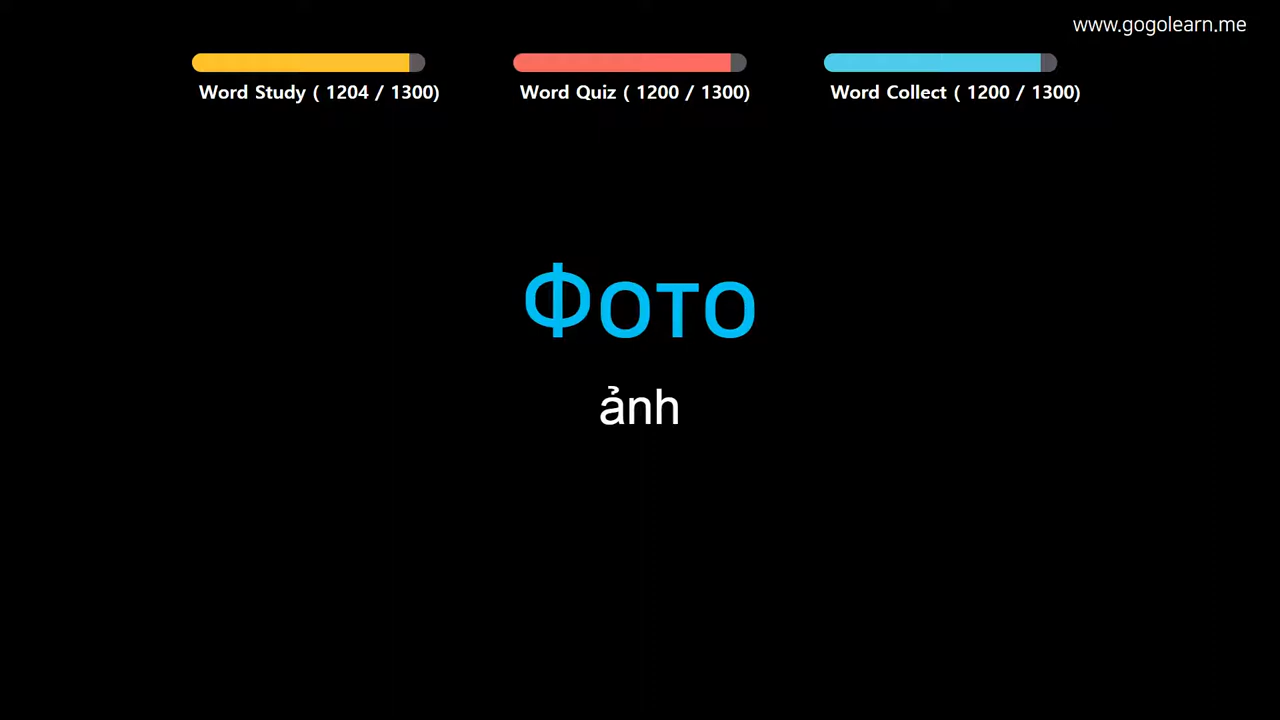 www.gogolearn.me
Word Study ( 1204 / 1300)
Word Quiz ( 1200 / 1300)
Word Collect ( 1200 / 1300)
Фото
ảnh